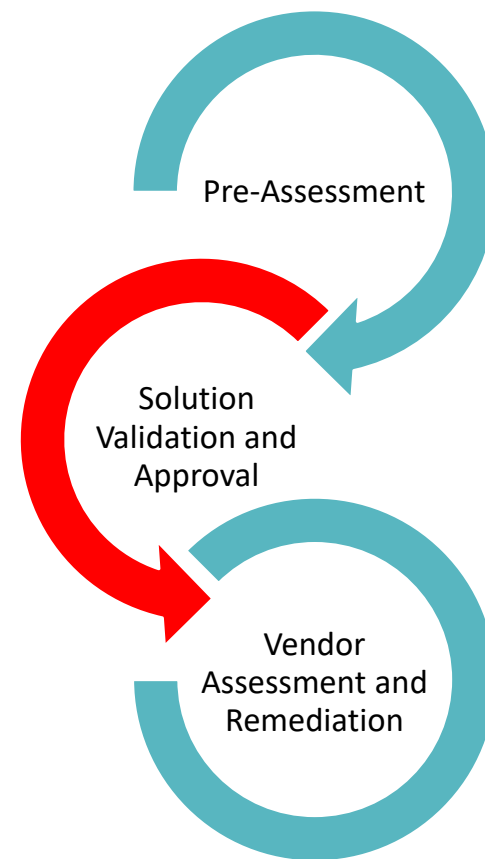 Pre-Assessment
Solution
Validation and
Approval
Vendor
Assessment and
Remediation